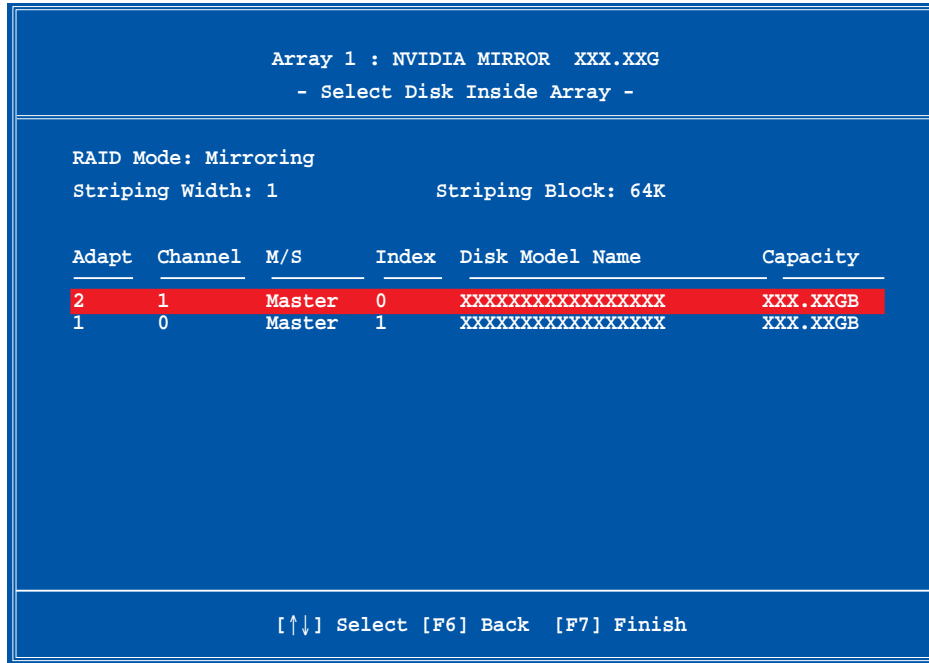 Array 1 : NVIDIA MIRROR XXX.XXG
- Select Disk Inside Array -
RAID Mode: Mirroring
Striping Width: 1 Striping Block: 64K
Adapt Channel M/S Index Disk Model Name Capacity
2 1 Master 0 XXXXXXXXXXXXXXXXX XXX.XXGB
1 0 Master 1 XXXXXXXXXXXXXXXXX XXX.XXGB
[↑↓] Select [F6] Back [F7] Finish